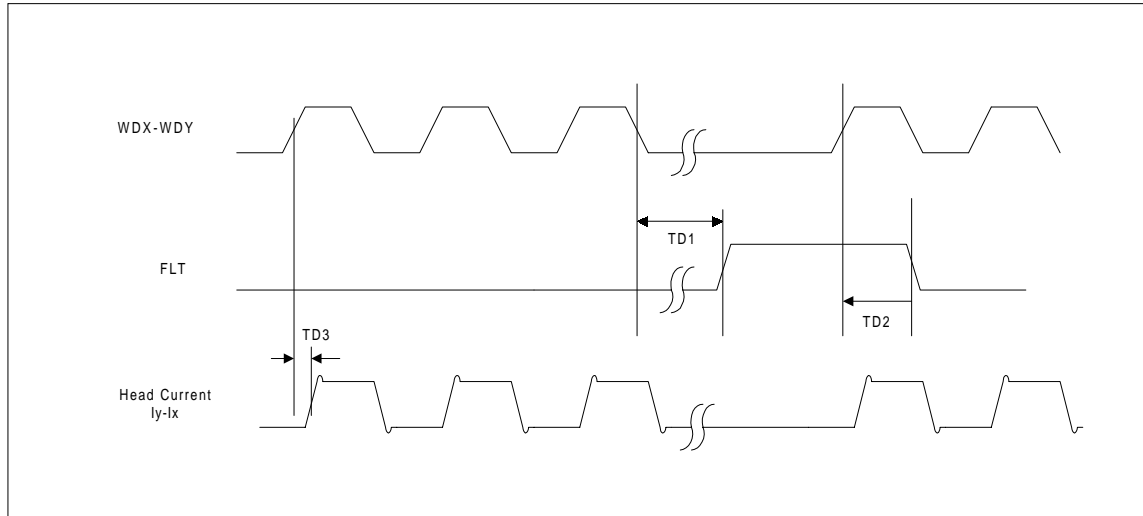 WDX-WDY
TD1
FLT
TD2
TD3
Head Current
Iy-Ix